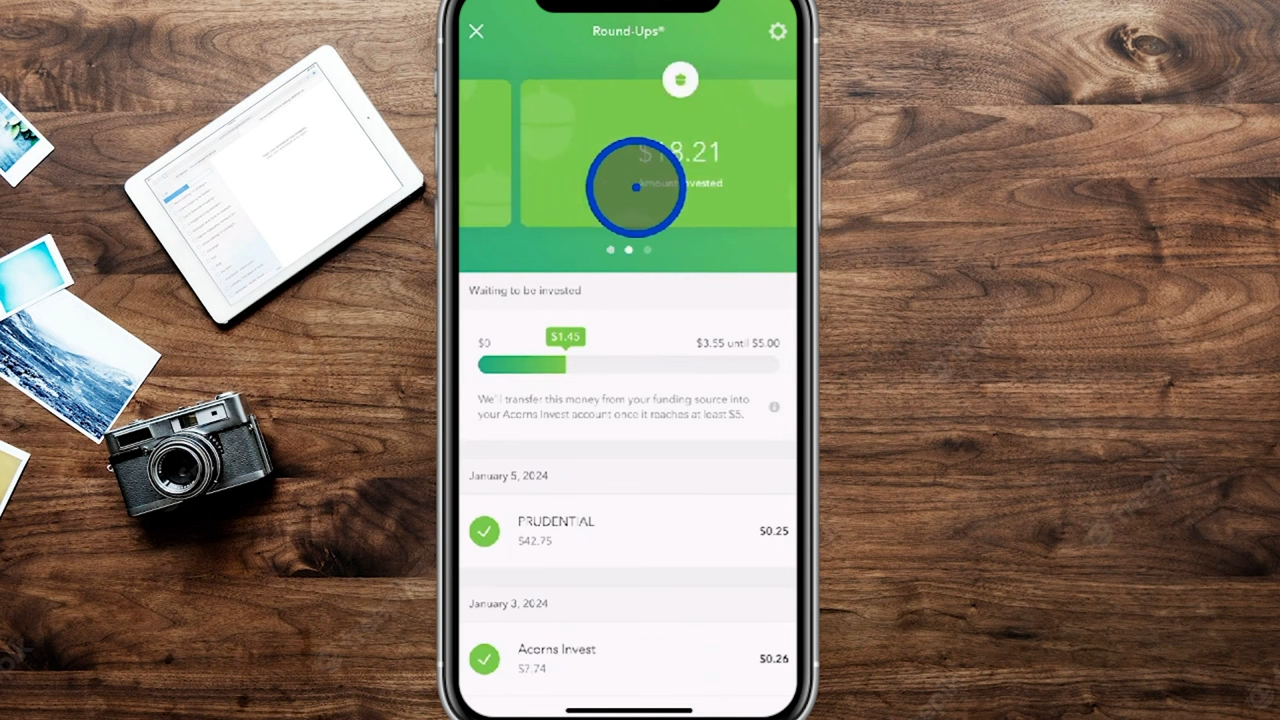 Round-Ups®
$18.21
Amount invested
Waiting to be invested
$0
$1.45
$3.55 until $5.00
We'll transfer this money from your funding source into
your Acorns Invest account once it reaches at least $5.
January 5, 2024
PRUDENTIAL
$42.75
$0.25
January 3, 2024
Acorns Invest
$7.74
$0.26